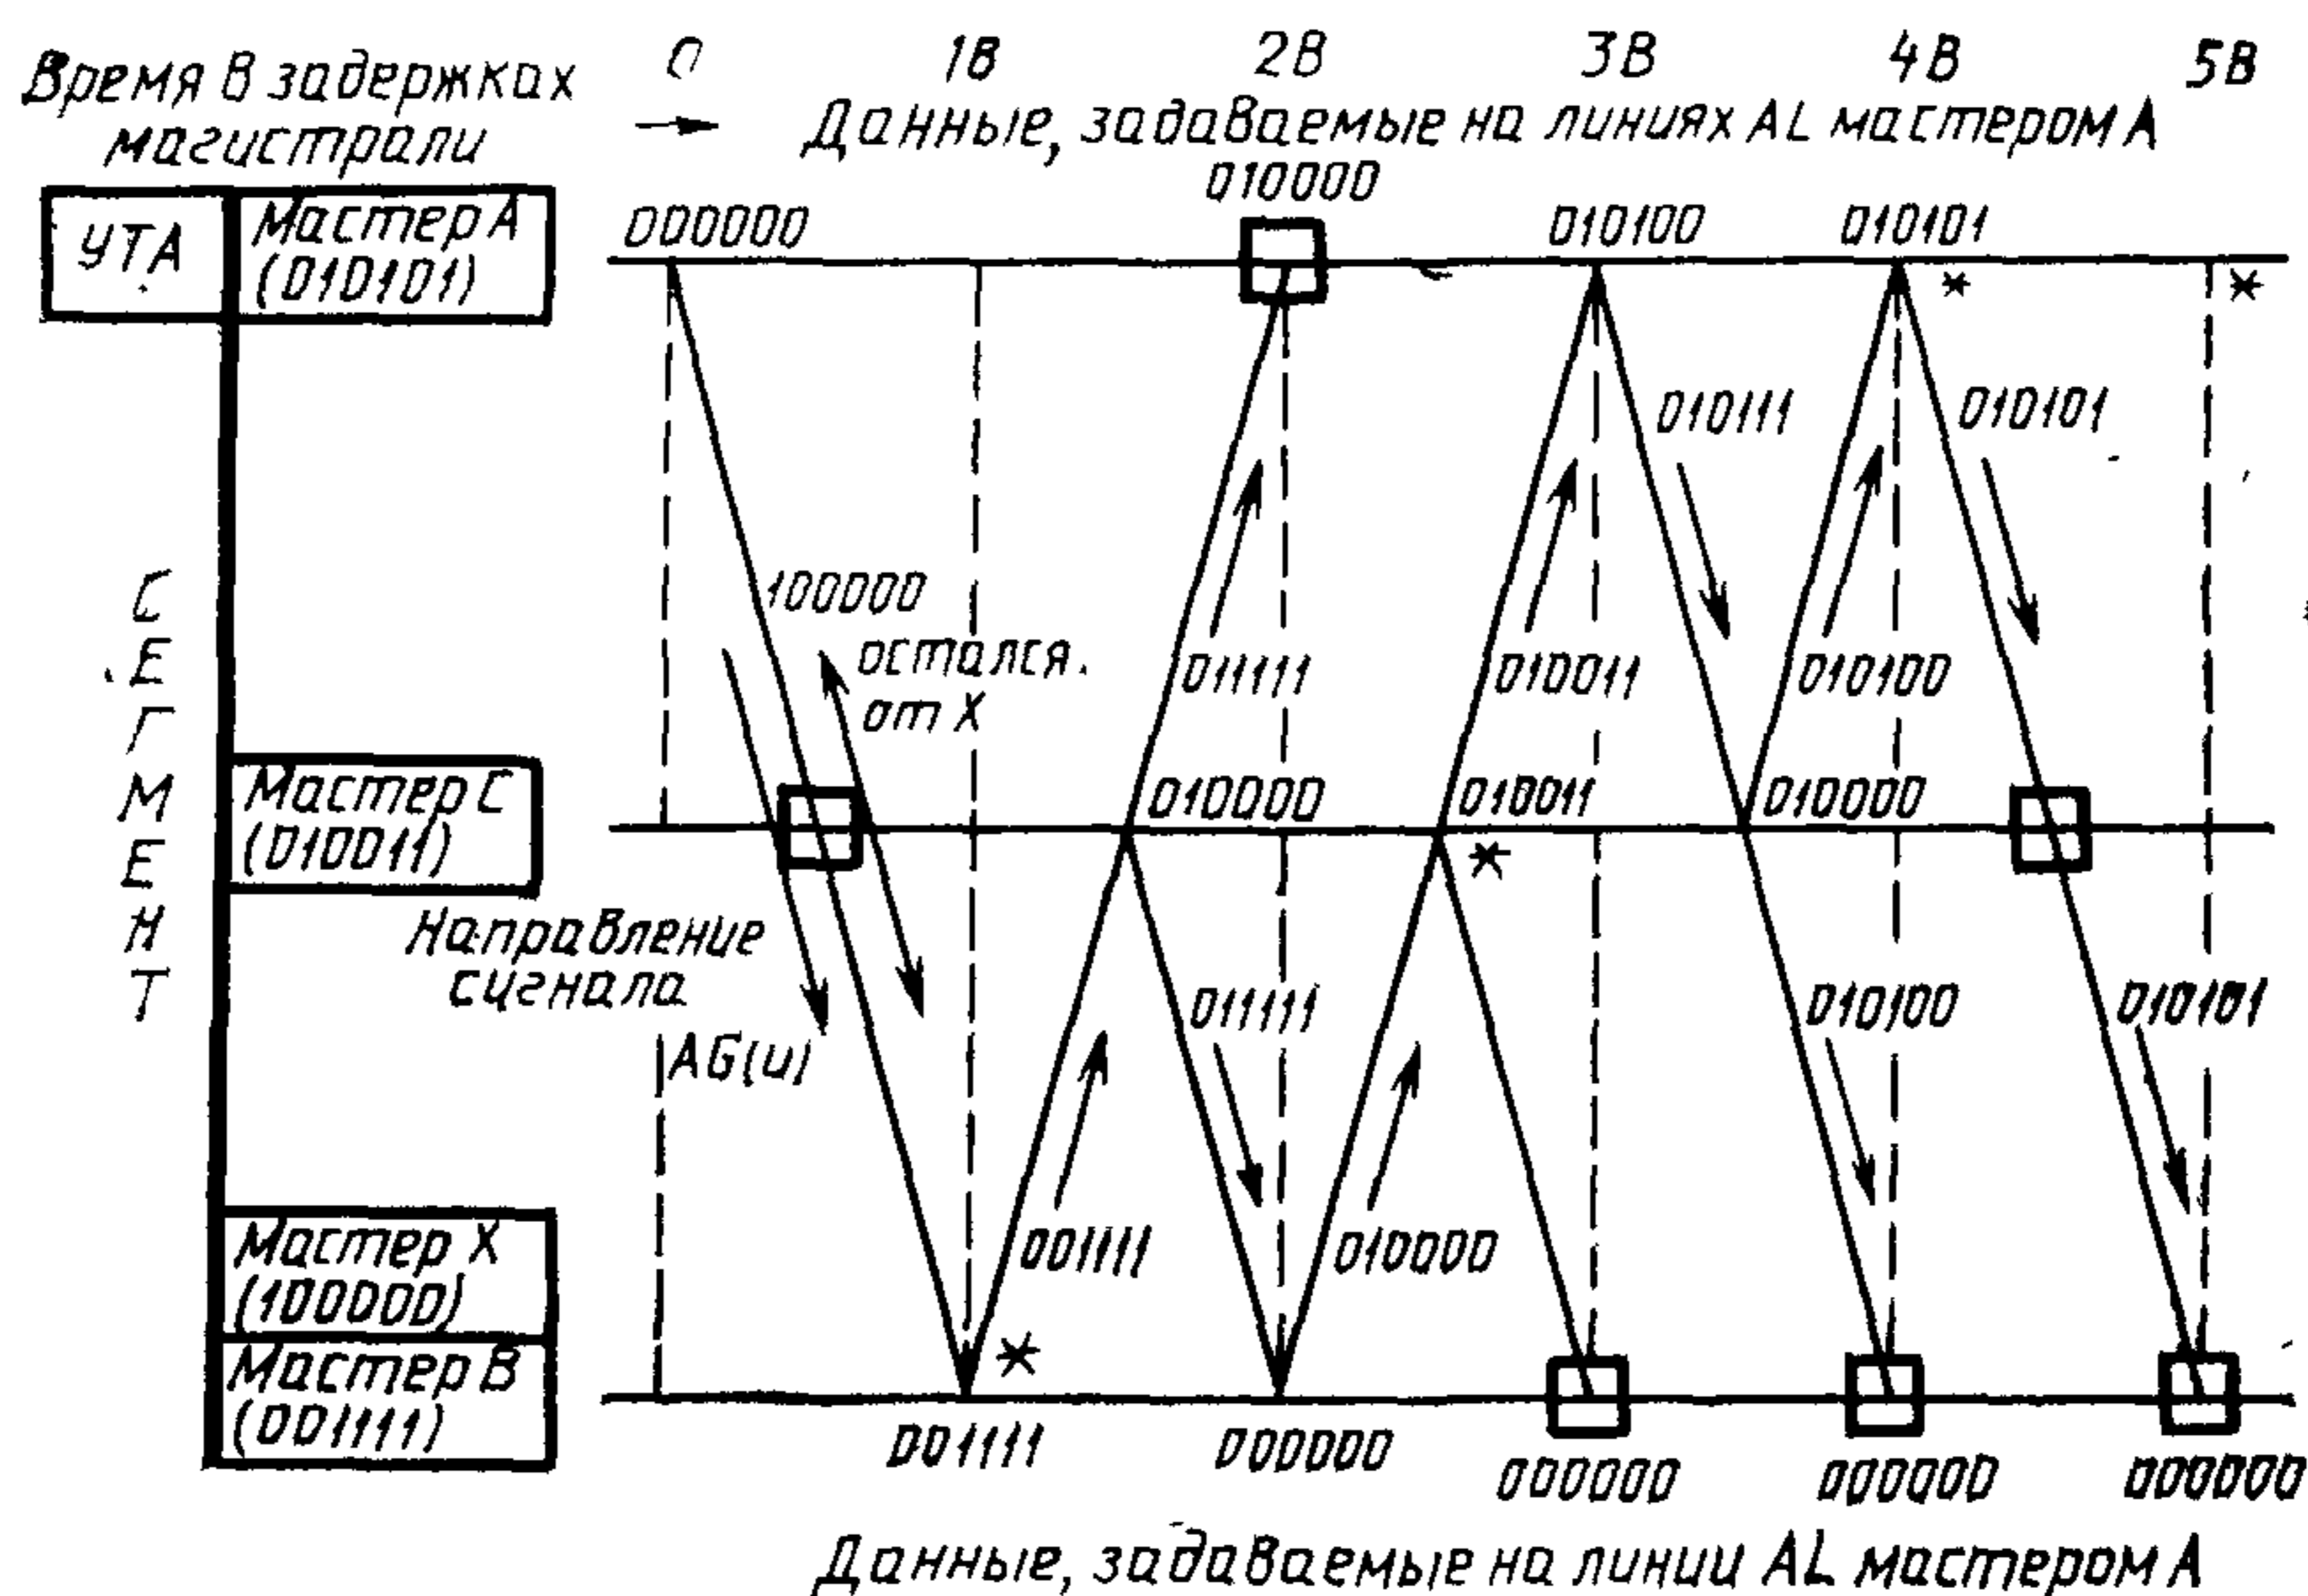 0 1В 2В 3В 4В 5В
Время в задержках
магистрали
Данные, задаваемые на линиях AL мастером А
010000
УТА
Мастер А
(010101)
000000
010100
010101
010111
010101
100000
остался
от X
011111
010011
010100
СЕГМЕНТ
Мастер С
(010011)
010000
010011
010000
Направление
сигнала
AG(u)
011111
010100
010101
001111
010000
Мастер X
(100000)
Мастер В
(001111)
001111
000000
000000
000000
000000
Данные, задаваемые на линии AL мастером А